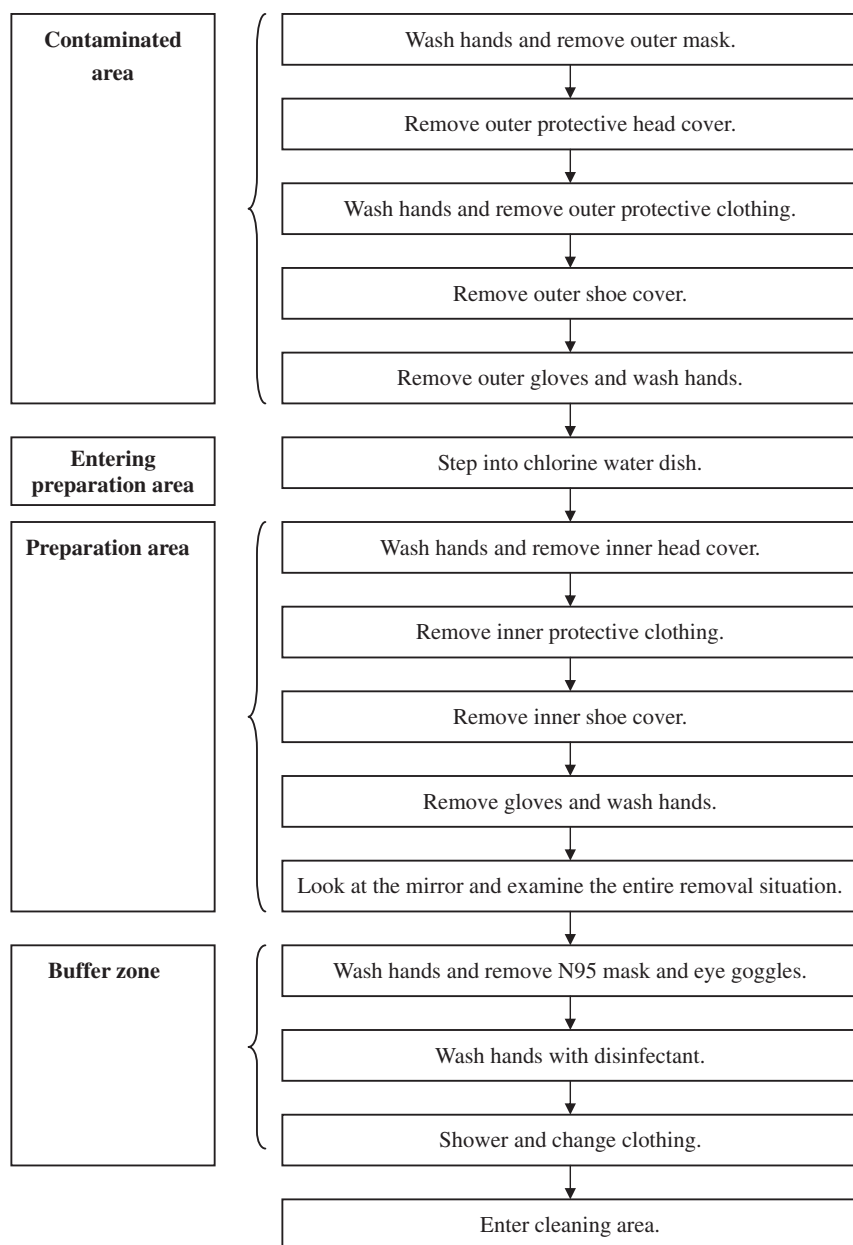 Contaminated
area
Wash hands and remove outer mask.
Remove outer protective head cover.
Wash hands and remove outer protective clothing.
Remove outer shoe cover.
Remove outer gloves and wash hands.
Entering
preparation area
Step into chlorine water dish.
Preparation area
Wash hands and remove inner head cover.
Remove inner protective clothing.
Remove inner shoe cover.
Remove gloves and wash hands.
Look at the mirror and examine the entire removal situation.
Buffer zone
Wash hands and remove N95 mask and eye goggles.
Wash hands with disinfectant.
Shower and change clothing.
Enter cleaning area.